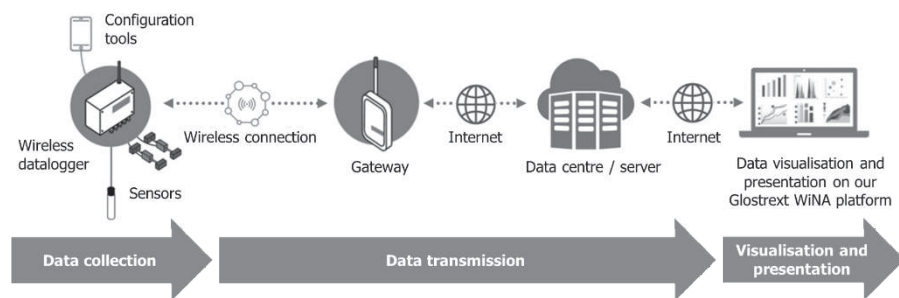 Configuration
tools
Wireless
datalogger
Sensors
Wireless connection
Gateway
Internet
Data centre / server
Internet
Data visualisation and
presentation on our
Glostrext WiNA platform
Data collection
Data transmission
Visualisation and
presentation